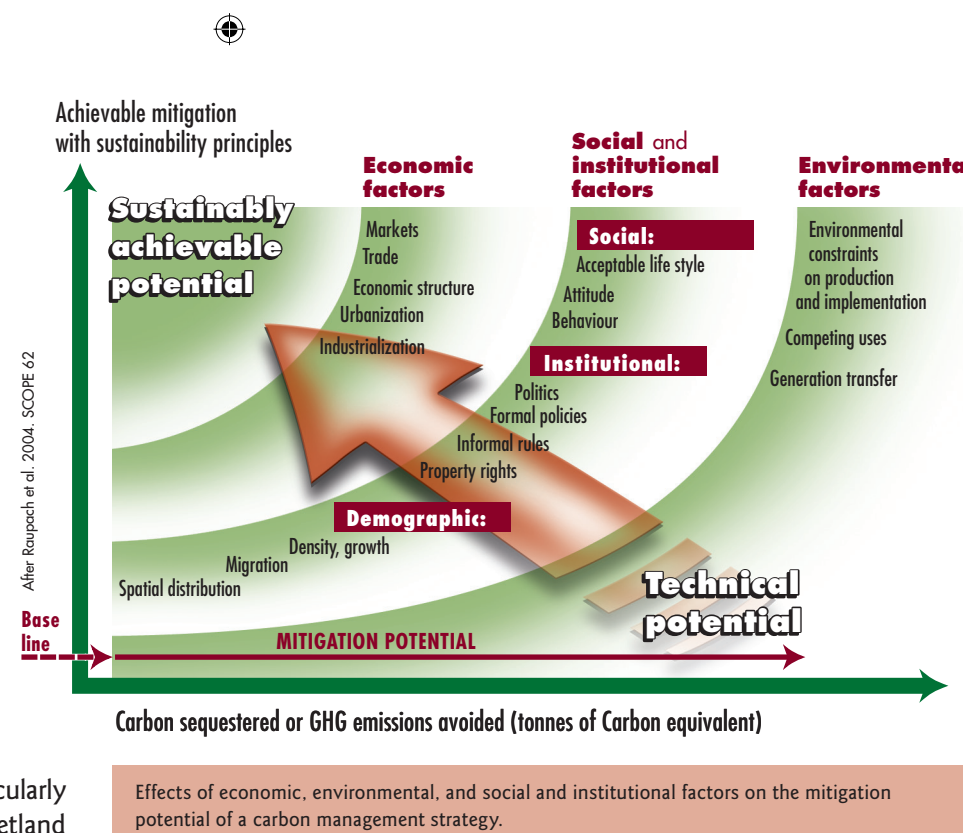 Achievable mitigation
with sustainability principles
Economic
factors
Social and
institutional
factors
Environmenta
factors
Sustainably
achievable
potential
Markets
Trade
Economic structure
Urbanization
Industrialization
Social:
Acceptable life style
Attitude
Behaviour
Institutional:
Politics
Formal policies
Informal rules
Property rights
Demographic:
Density, growth
Migration
Spatial distribution
Environmental
constraints
on production
and implementation
Competing uses
Generation transfer
Technical
potential
After Raupach et al. 2004. SCOPE 62
Base
line
MITIGATION POTENTIAL
Carbon sequestered or GHG emissions avoided (tonnes of Carbon equivalent)
cularly
etland
Effects of economic, environmental, and social and institutional factors on the mitigation
potential of a carbon management strategy.